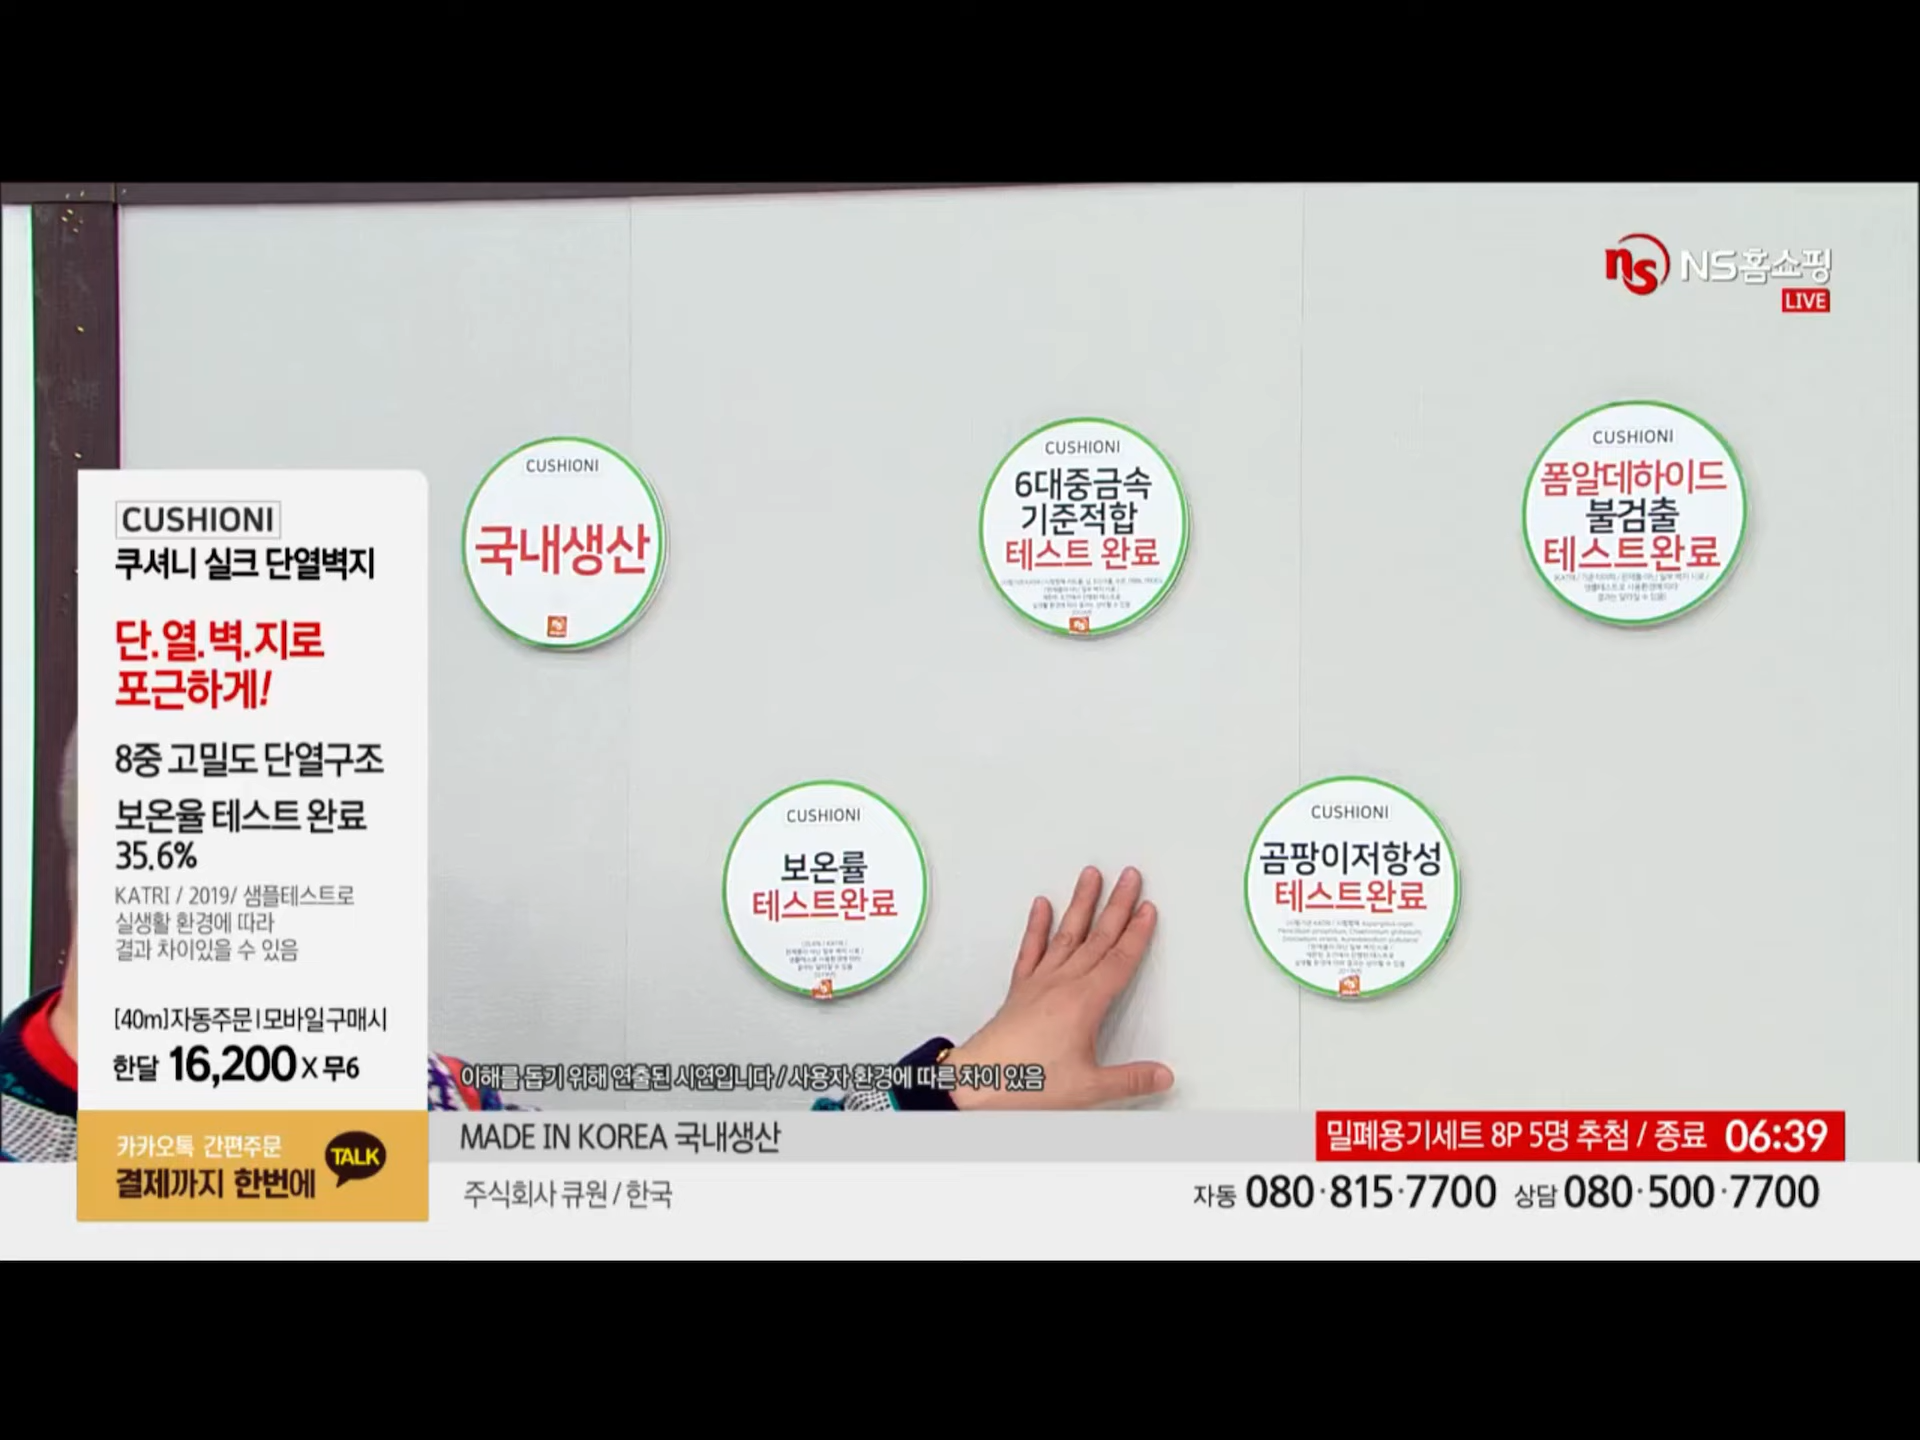 ns NS홈쇼핑
LIVE
CUSHIONI
국내생산
CUSHIONI
6대중금속
기준적합
테스트 완료
CUSHIONI
폼알데하이드
불검출
테스트완료
CUSHIONI
보온률
테스트완료
CUSHIONI
곰팡이저항성
테스트완료
CUSHIONI
쿠셔니 실크 단열벽지
단.열.벽.지로
포근하게!
8중 고밀도 단열구조
보온율 테스트 완료
35.6%
KATRI / 2019/ 샘플테스트로
실생활 환경에 따라
결과 차이있을 수 있음
[40m]자동주문|모바일구매시
한달 16,200 X 무6
카카오톡 간편주문
결제까지 한번에
TALK
이해를 돕기 위해 연출된 시연입니다 / 사용자 환경에 따른 차이 있음
MADE IN KOREA 국내생산
밀폐용기세트 8P 5명 추첨 / 종료 06:39
주식회사 큐원 / 한국
자동 080·815·7700 상담 080·500·7700